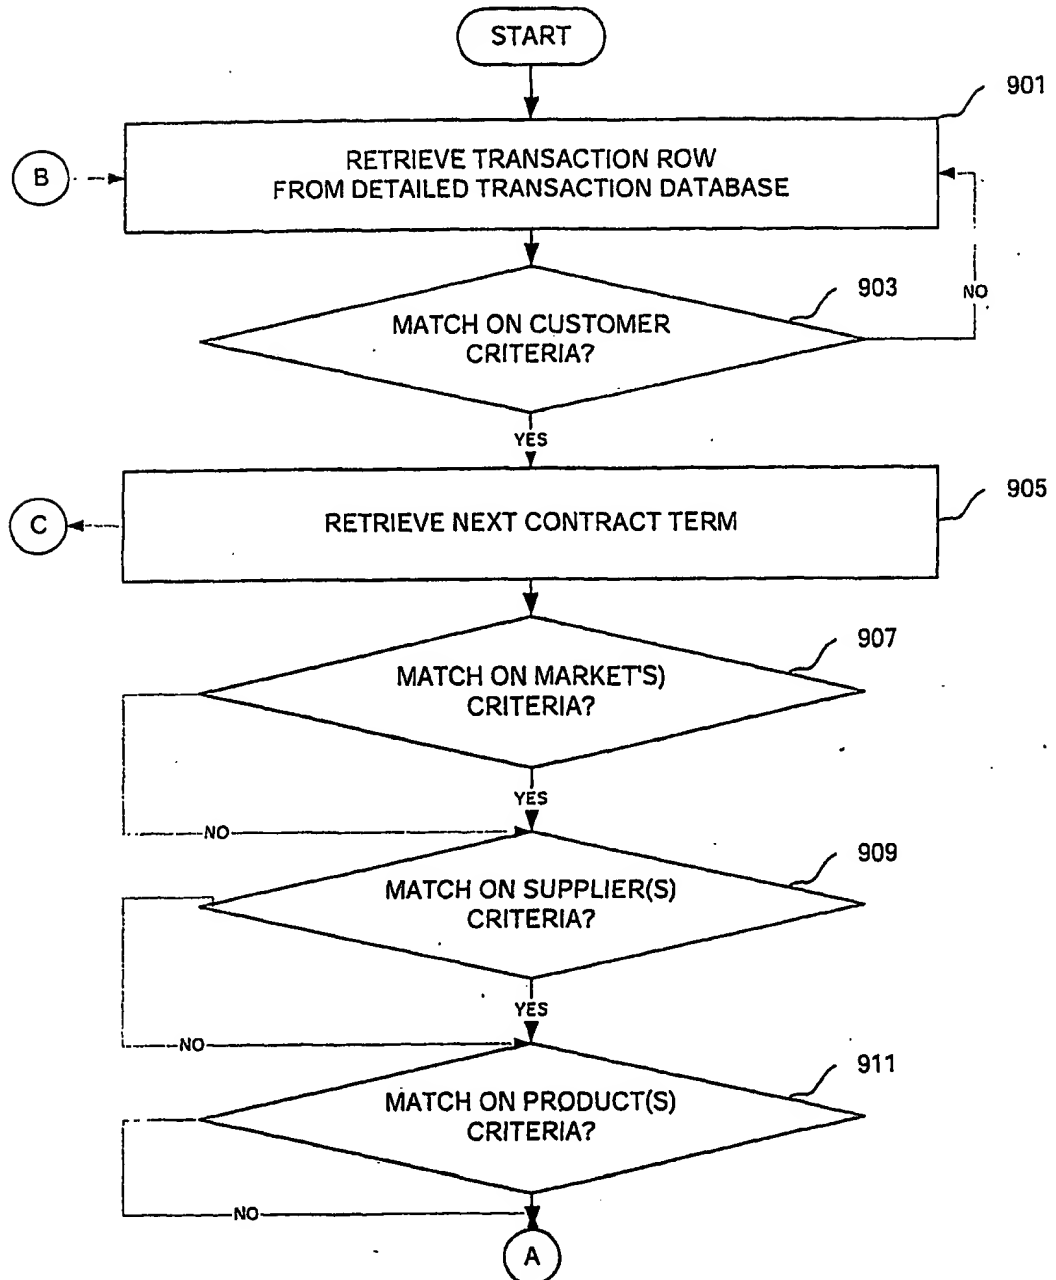 START
901
B
RETRIEVE TRANSACTION ROW
FROM DETAILED TRANSACTION DATABASE
903
NO
MATCH ON CUSTOMER
CRITERIA?
YES
905
C
RETRIEVE NEXT CONTRACT TERM
907
MATCH ON MARKET'S)
CRITERIA?
YES
NO
909
MATCH ON SUPPLIER(S)
CRITERIA?
YES
NO
911
MATCH ON PRODUCT(S)
CRITERIA?
NO
A